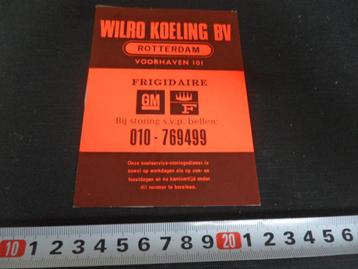 WILRO KOELING BV
ROTTERDAM
VOORHAVEN 101
FRIGIDAIRE
GM F
Bij storing s.v.p. bellen:
010 - 769499
Onze koelservice-storingsdienst is
zowel op werkdagen als op zon- en
feestdagen en na kantoortijd onder
dit nummer te bereiken.
10 1 2 3 4 5 6 7 8 9 20 1 2 3 4 5 6